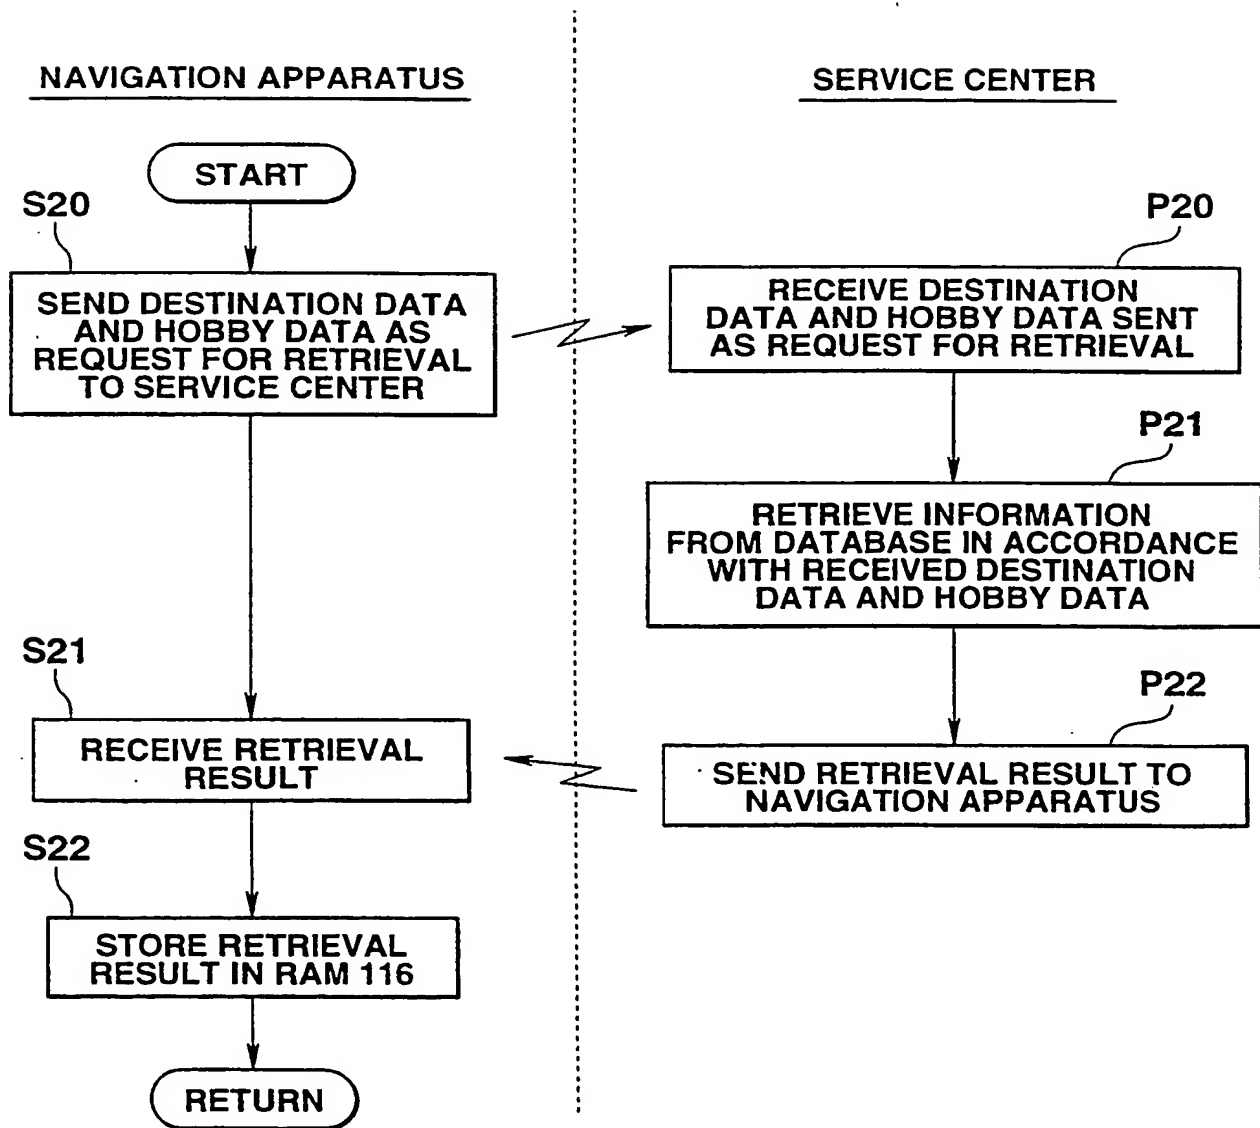 NAVIGATION APPARATUS
START
S20
SEND DESTINATION DATA
AND HOBBY DATA AS
REQUEST FOR RETRIEVAL
TO SERVICE CENTER
S21
RECEIVE RETRIEVAL
RESULT
S22
STORE RETRIEVAL
RESULT IN RAM 116
RETURN
SERVICE CENTER
P20
RECEIVE DESTINATION
DATA AND HOBBY DATA SENT
AS REQUEST FOR RETRIEVAL
P21
RETRIEVE INFORMATION
FROM DATABASE IN ACCORDANCE
WITH RECEIVED DESTINATION
DATA AND HOBBY DATA
P22
SEND RETRIEVAL RESULT TO
NAVIGATION APPARATUS